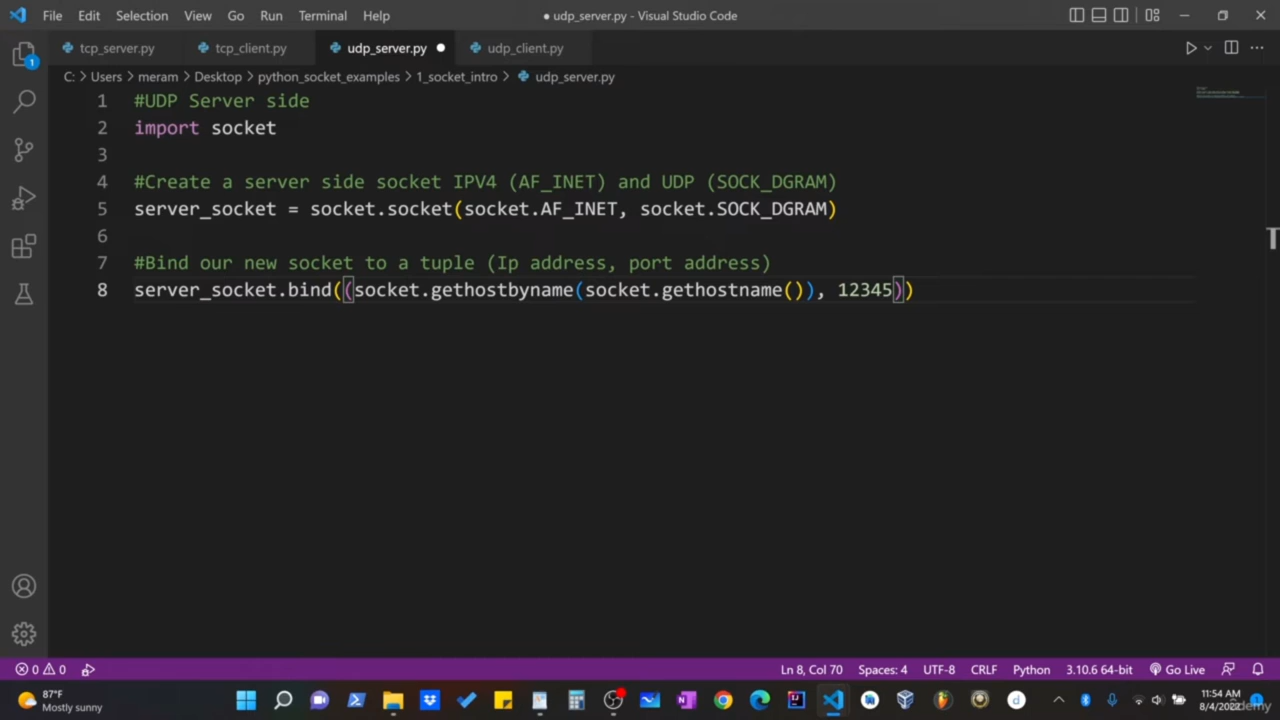 File Edit Selection View Go Run Terminal Help
● udp_server.py - Visual Studio Code
tcp_server.py tcp_client.py udp_server.py udp_client.py
C: > Users > meram > Desktop > python_socket_examples > 1_socket_intro > udp_server.py
1 #UDP Server side
2 import socket
3
4 #Create a server side socket IPV4 (AF_INET) and UDP (SOCK_DGRAM)
5 server_socket = socket.socket(socket.AF_INET, socket.SOCK_DGRAM)
6
7 #Bind our new socket to a tuple (Ip address, port address)
8 server_socket.bind((socket.gethostbyname(socket.gethostname()), 12345))
1
0 0 Ln 8, Col 70 Spaces: 4 UTF-8 CRLF Python 3.10.6 64-bit Go Live
87°F
Mostly sunny
11:54 AM
8/4/2022